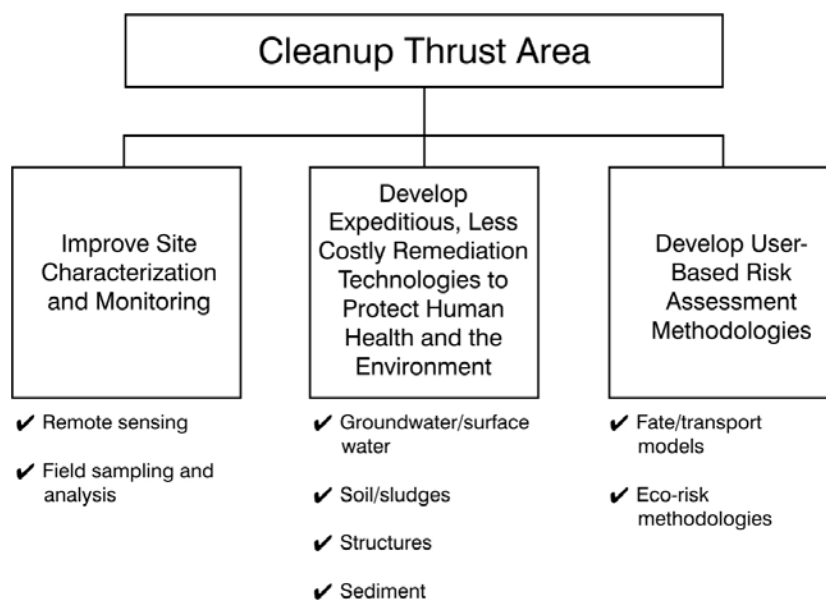 Cleanup Thrust Area
Improve Site
Characterization
and Monitoring
✔ Remote sensing
✔ Field sampling and
analysis
Develop
Expeditious, Less
Costly Remediation
Technologies to
Protect Human
Health and the
Environment
✔ Groundwater/surface
water
✔ Soil/sludges
✔ Structures
✔ Sediment
Develop User-
Based Risk
Assessment
Methodologies
✔ Fate/transport
models
✔ Eco-risk
methodologies